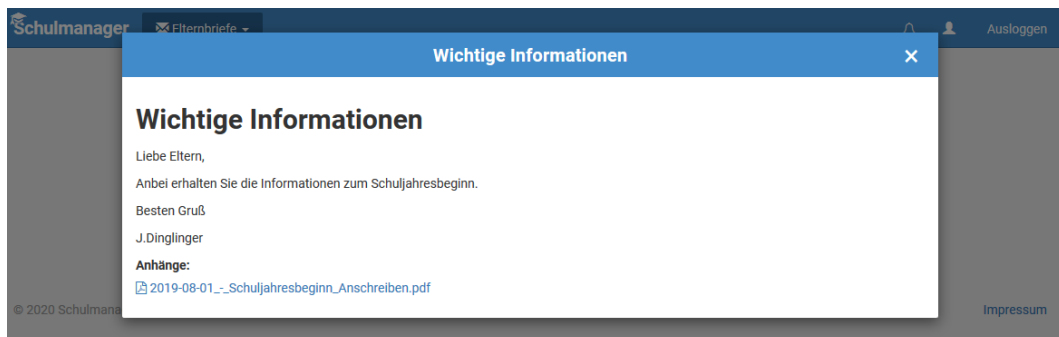 Schulmanager Elternbriefe Ausloggen
Wichtige Informationen ×
Wichtige Informationen
Liebe Eltern,
Anbei erhalten Sie die Informationen zum Schuljahresbeginn.
Besten Gruß
J.Dinglinger
Anhänge:
2019-08-01_-_Schuljahresbeginn_Anschreiben.pdf
© 2020 Schulmana Impressum